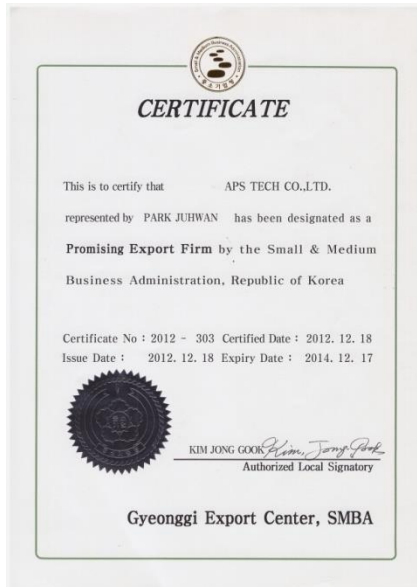 CERTIFICATE
This is to certify that APS TECH CO.,LTD.
represented by PARK JUHWAN has been designated as a
Promising Export Firm by the Small & Medium
Business Administration, Republic of Korea
Certificate No : 2012 - 303 Certified Date : 2012. 12. 18
Issue Date : 2012. 12. 18 Expiry Date : 2014. 12. 17
KIM JONG GOOK Kim, Jong Gook
Authorized Local Signatory
Gyeonggi Export Center, SMBA